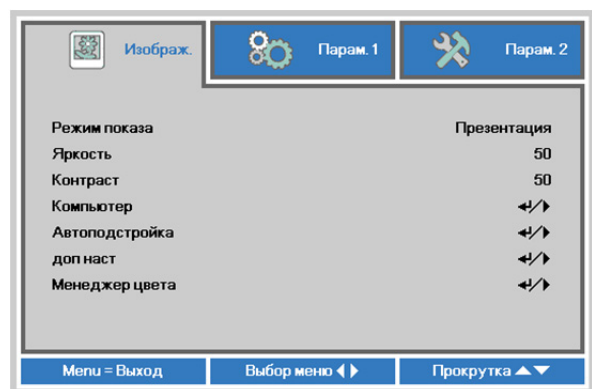 Изображ. Парам. 1 Парам. 2
Режим показа Презентация
Яркость 50
Контраст 50
Компьютер ↵/▶
Автоподстройка ↵/▶
доп наст ↵/▶
Менеджер цвета ↵/▶
Menu = Выход Выбор меню ◀▶ Прокрутка ▲▼